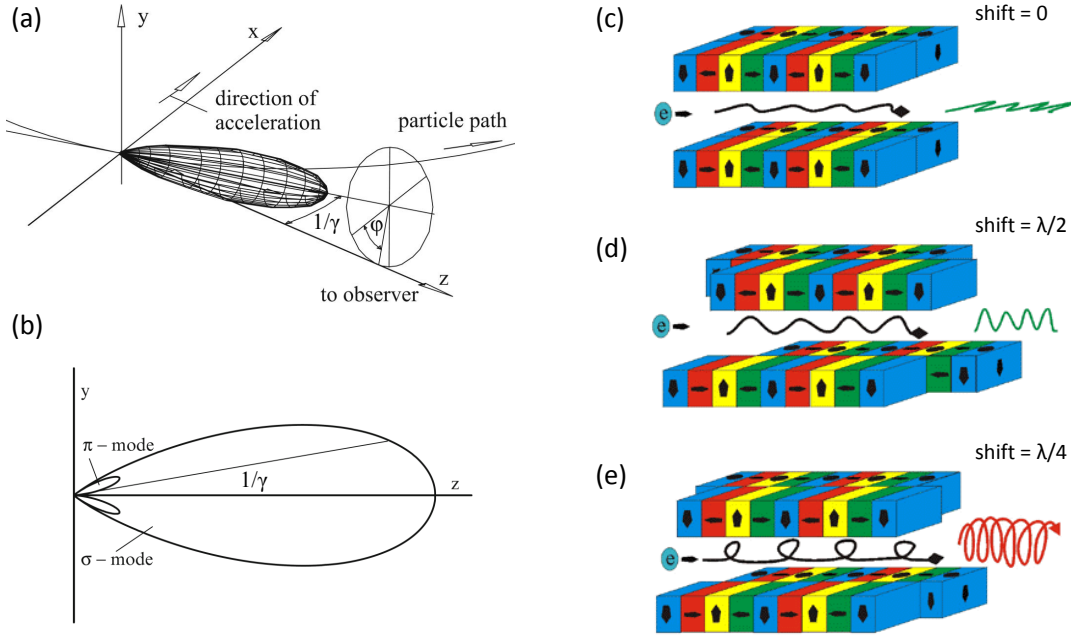 (a)
y
x
direction of
acceleration
particle path
1/γ
φ
z
to observer
(b)
y
π – mode
1/γ
z
σ – mode
(c)
shift = 0
e
(d)
shift = λ/2
e
(e)
shift = λ/4
e